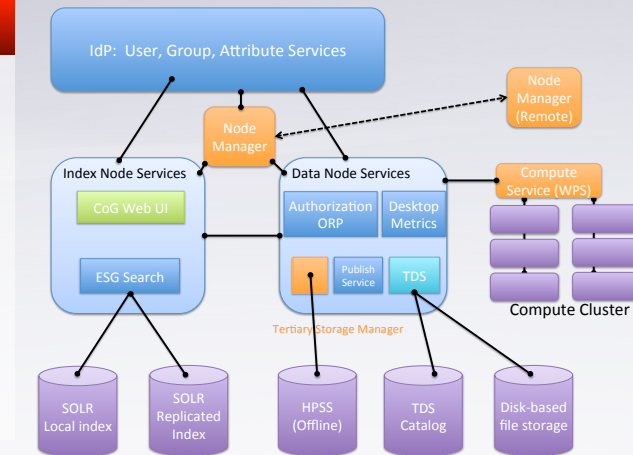 IdP: User, Group, Attribute Services
Node
Manager
(Remote)
Node
Manager
Index Node Services
Data Node Services
Compute
Service (WPS)
CoG Web UI
Authorization
ORP
Desktop
Metrics
ESG Search
Publish
Service
TDS
Compute Cluster
Tertiary Storage Manager
SOLR
Local index
SOLR
Replicated
Index
HPSS
(Offline)
TDS
Catalog
Disk-based
file storage